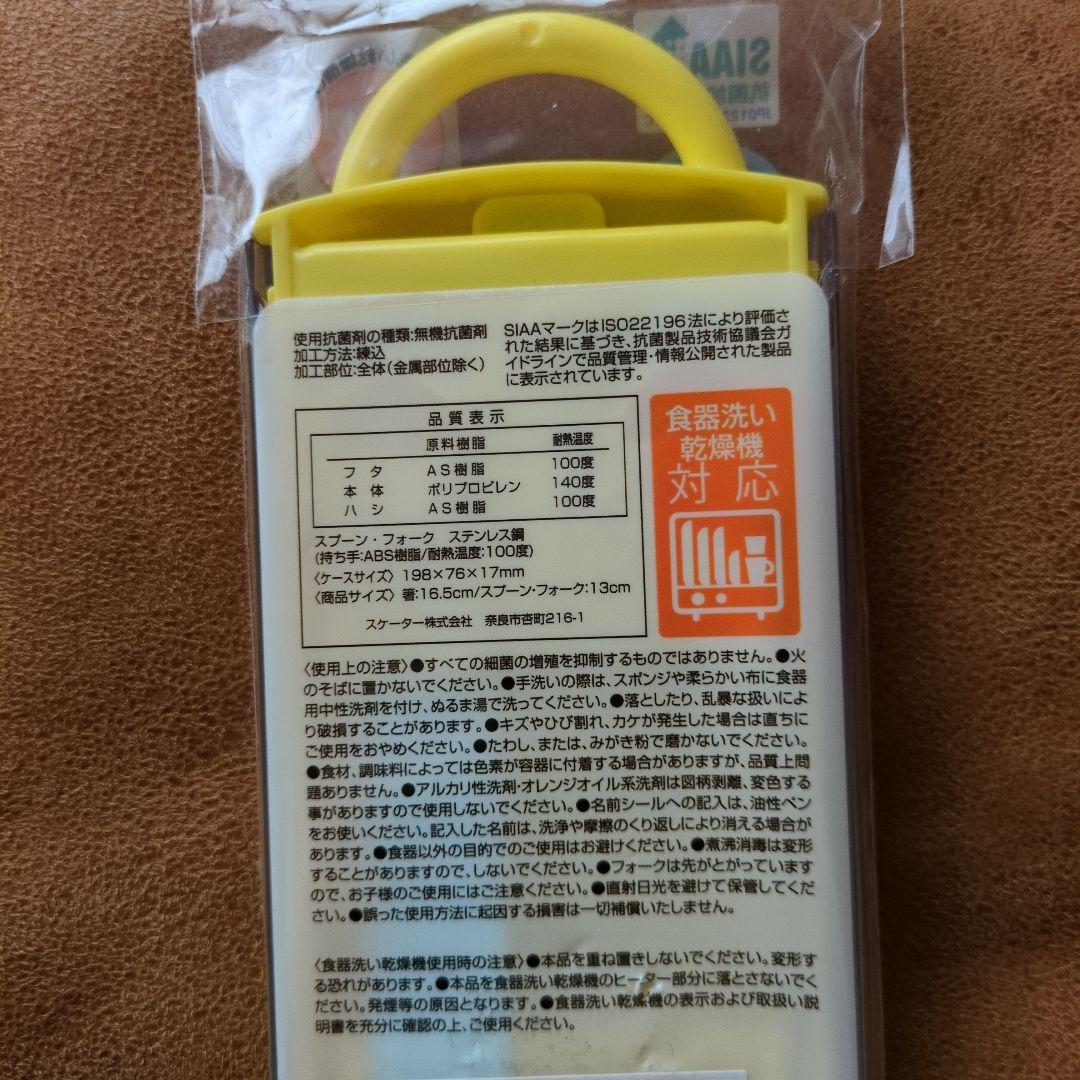 SIAA
使用抗菌剤の種類:無機抗菌剤
加工方法:練込
加工部位:全体(金属部位除く)
SIAAマークはISO22196法により評価さ
れた結果に基づき、抗菌製品技術協議会ガ
イドラインで品質管理・情報公開された製品
に表示されています。
品質表示
原料樹脂 耐熱温度
フタ AS樹脂 100度
本体 ポリプロピレン 140度
ハシ AS樹脂 100度
スプーン・フォーク ステンレス鋼
(持ち手:ABS樹脂/耐熱温度:100度)
〈ケースサイズ〉 198×76×17mm
〈商品サイズ〉 箸:16.5cm/スプーン・フォーク:13cm
スケーター株式会社 奈良市杏町216-1
食器洗い
乾燥機
対応
〈使用上の注意〉●すべての細菌の増殖を抑制するものではありません。●火
のそばに置かないでください。●手洗いの際は、スポンジや柔らかい布に食器
用中性洗剤を付け、ぬるま湯で洗ってください。●落としたり、乱暴な扱いによ
り破損することがあります。●キズやひび割れ、カケが発生した場合は直ちに
ご使用をおやめください。●たわし、または、みがき粉で磨かないでください。
●食材、調味料によっては色素が容器に付着する場合がありますが、品質上問
題ありません。●アルカリ性洗剤・オレンジオイル系洗剤は図柄剥離、変色する
事がありますので使用しないでください。●名前シールへの記入は、油性ペン
をお使いください。記入した名前は、洗浄や摩擦のくり返しにより消える場合が
あります。●食器以外の目的でのご使用はお避けください。●煮沸消毒は変形
することがありますので、しないでください。●フォークは先がとがっています
ので、お子様のご使用にはご注意ください。●直射日光を避けて保管してくだ
さい。●誤った使用方法に起因する損害は一切補償いたしません。
〈食器洗い乾燥機使用時の注意〉●本品を重ね置きしないでください。変形す
る恐れがあります。●本品を食器洗い乾燥機のヒーター部分に落とさないでく
ださい。発煙等の原因となります。●食器洗い乾燥機の表示および取扱い説
明書を充分に確認の上、ご使用ください。